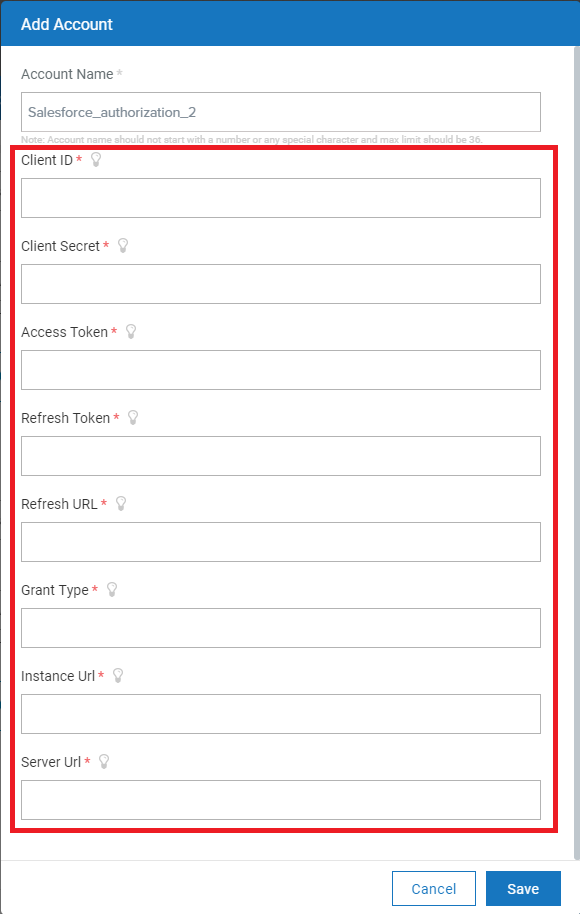 Add Account
Account Name *
Salesforce_authorization_2
Note: Account name should not start with a number or any special character and max limit should be 36.
Client ID *
Client Secret *
Access Token *
Refresh Token *
Refresh URL *
Grant Type *
Instance Url *
Server Url *
Cancel Save